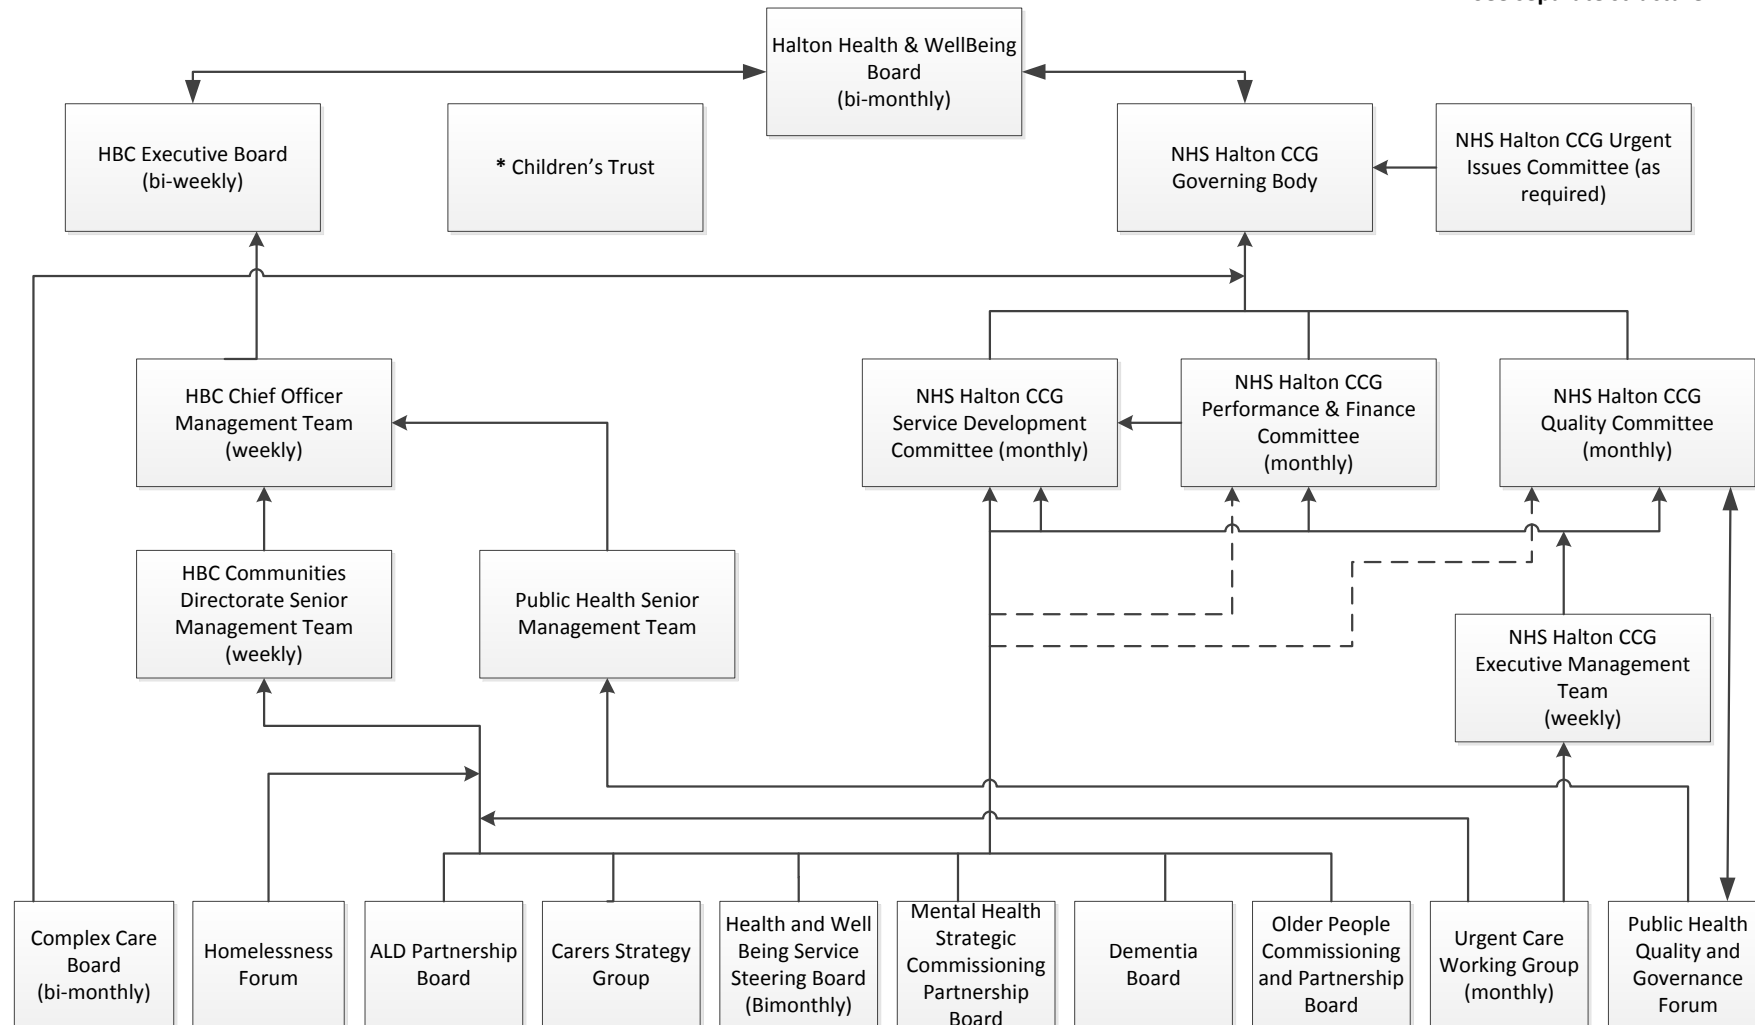 Halton Health & WellBeing
Board
(bi-monthly)
HBC Executive Board
(bi-weekly)
* Children’s Trust
NHS Halton CCG
Governing Body
NHS Halton CCG Urgent
Issues Committee (as
required)
HBC Chief Officer
Management Team
(weekly)
NHS Halton CCG
Service Development
Committee (monthly)
NHS Halton CCG
Performance & Finance
Committee
(monthly)
NHS Halton CCG
Quality Committee
(monthly)
HBC Communities
Directorate Senior
Management Team
(weekly)
Public Health Senior
Management Team
NHS Halton CCG
Executive Management
Team
(weekly)
Complex Care
Board
(bi-monthly)
Homelessness
Forum
ALD Partnership
Board
Carers Strategy
Group
Health and Well
Being Service
Steering Board
(Bimonthly)
Mental Health
Strategic
Commissioning
Partnership
Board
Dementia
Board
Older People
Commissioning
and Partnership
Board
Urgent Care
Working Group
(monthly)
Public Health
Quality and
Governance
Forum